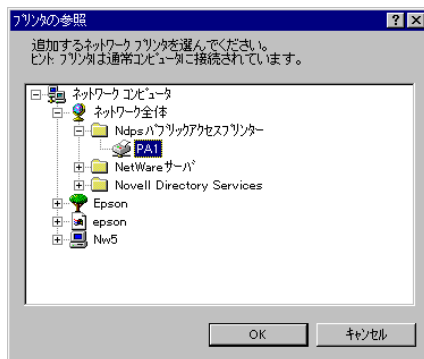 プリンタの参照
追加するネットワーク プリンタを選んでください。
ヒント: プリンタは通常コンピュータに接続されています。
ネットワーク コンピュータ
ネットワーク全体
Ndps パブリックアクセスプリンター
PA1
NetWare サーバ
Novell Directory Services
Epson
epson
Nw5
OK
キャンセル